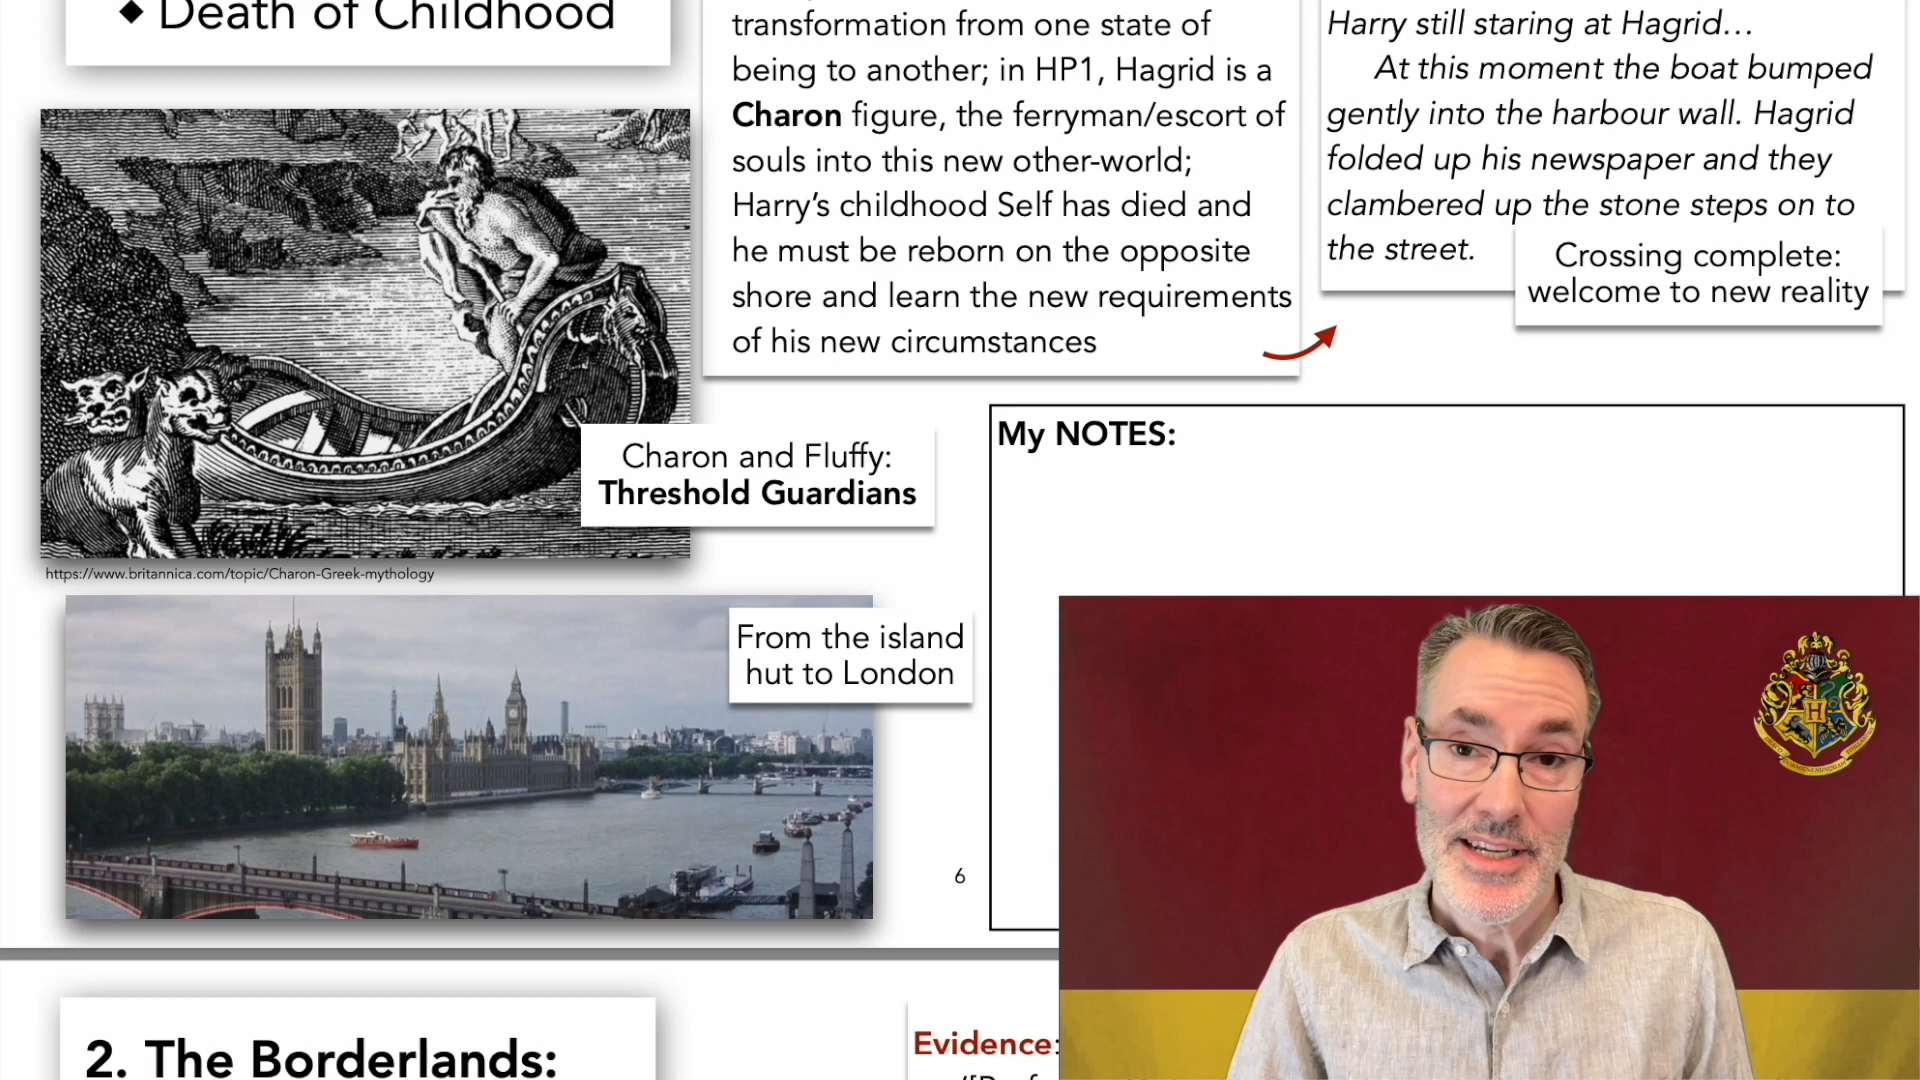 ◆ Death of Childhood
transformation from one state of
being to another; in HP1, Hagrid is a
Charon figure, the ferryman/escort of
souls into this new other-world;
Harry's childhood Self has died and
he must be reborn on the opposite
shore and learn the new requirements
of his new circumstances
Harry still staring at Hagrid…
At this moment the boat bumped
gently into the harbour wall. Hagrid
folded up his newspaper and they
clambered up the stone steps on to
the street.
Crossing complete:
welcome to new reality
Charon and Fluffy:
Threshold Guardians
https://www.britannica.com/topic/Charon-Greek-mythology
My NOTES:
From the island
hut to London
6
H
2. The Borderlands:
Evidence: